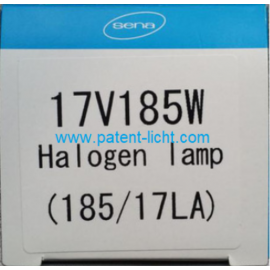 sena
17V185W
www.patent-licht.com
Halogen lamp
(185/17LA)